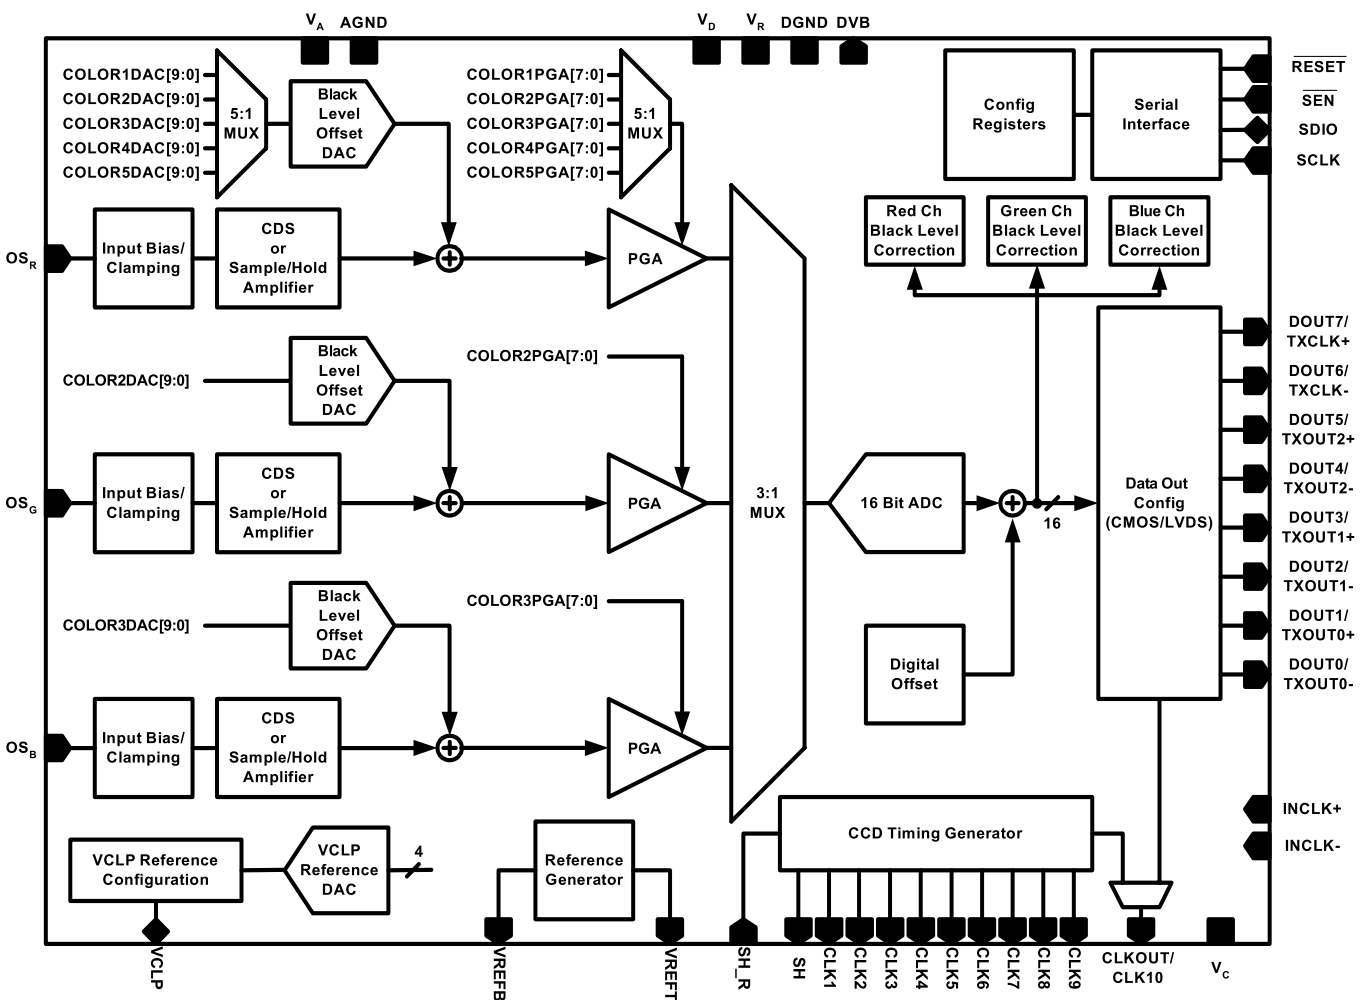 VA
AGND
VD
VR
DGND
DVB
COLOR1DAC[9:0]
COLOR2DAC[9:0]
COLOR3DAC[9:0]
COLOR4DAC[9:0]
COLOR5DAC[9:0]
5:1
MUX
Black
Level
Offset
DAC
COLOR1PGA[7:0]
COLOR2PGA[7:0]
COLOR3PGA[7:0]
COLOR4PGA[7:0]
COLOR5PGA[7:0]
5:1
MUX
Config
Registers
Serial
Interface
RESET
SEN
SDIO
SCLK
Red Ch
Black Level
Correction
Green Ch
Black Level
Correction
Blue Ch
Black Level
Correction
OSR
Input Bias/
Clamping
CDS
or
Sample/Hold
Amplifier
PGA
COLOR2DAC[9:0]
Black
Level
Offset
DAC
COLOR2PGA[7:0]
OSG
Input Bias/
Clamping
CDS
or
Sample/Hold
Amplifier
PGA
3:1
MUX
16 Bit ADC
16
Data Out
Config
(CMOS/LVDS)
DOUT7/
TXCLK+
DOUT6/
TXCLK-
DOUT5/
TXOUT2+
DOUT4/
TXOUT2-
DOUT3/
TXOUT1+
DOUT2/
TXOUT1-
DOUT1/
TXOUT0+
DOUT0/
TXOUT0-
COLOR3DAC[9:0]
Black
Level
Offset
DAC
COLOR3PGA[7:0]
Digital
Offset
OSB
Input Bias/
Clamping
CDS
or
Sample/Hold
Amplifier
PGA
INCLK+
INCLK-
CCD Timing Generator
VCLP Reference
Configuration
VCLP
Reference
DAC
4
Reference
Generator
VCLP
VREFB
VREFT
SH_R
SH
CLK1
CLK2
CLK3
CLK4
CLK5
CLK6
CLK7
CLK8
CLK9
CLKOUT/
CLK10
VC